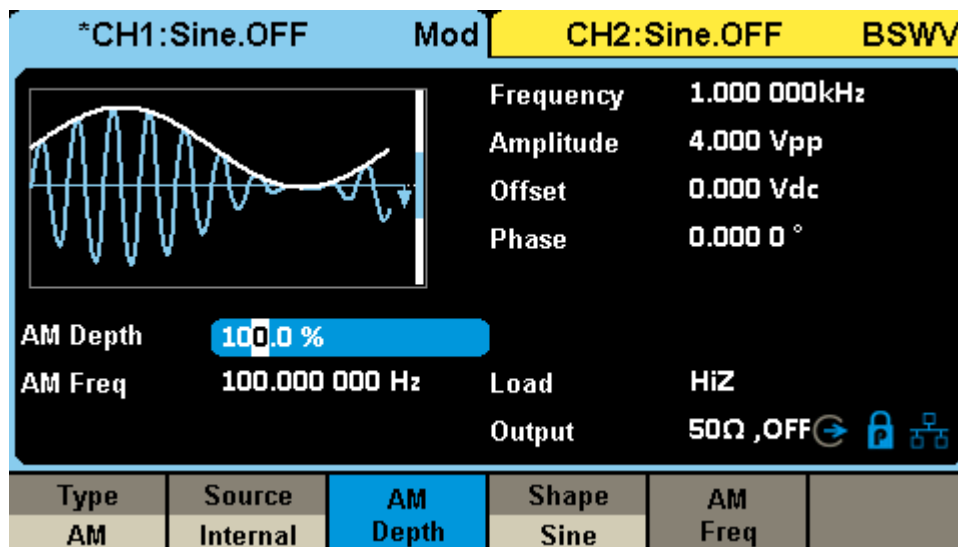 *CH1:Sine.OFF Mod CH2:Sine.OFF BSWV
Frequency 1.000 000kHz
Amplitude 4.000 Vpp
Offset 0.000 Vdc
Phase 0.000 0 °
AM Depth 100.0 %
AM Freq 100.000 000 Hz Load HiZ
Output 50Ω ,OFF P
Type Source AM Depth Shape AM Freq
AM Internal Sine